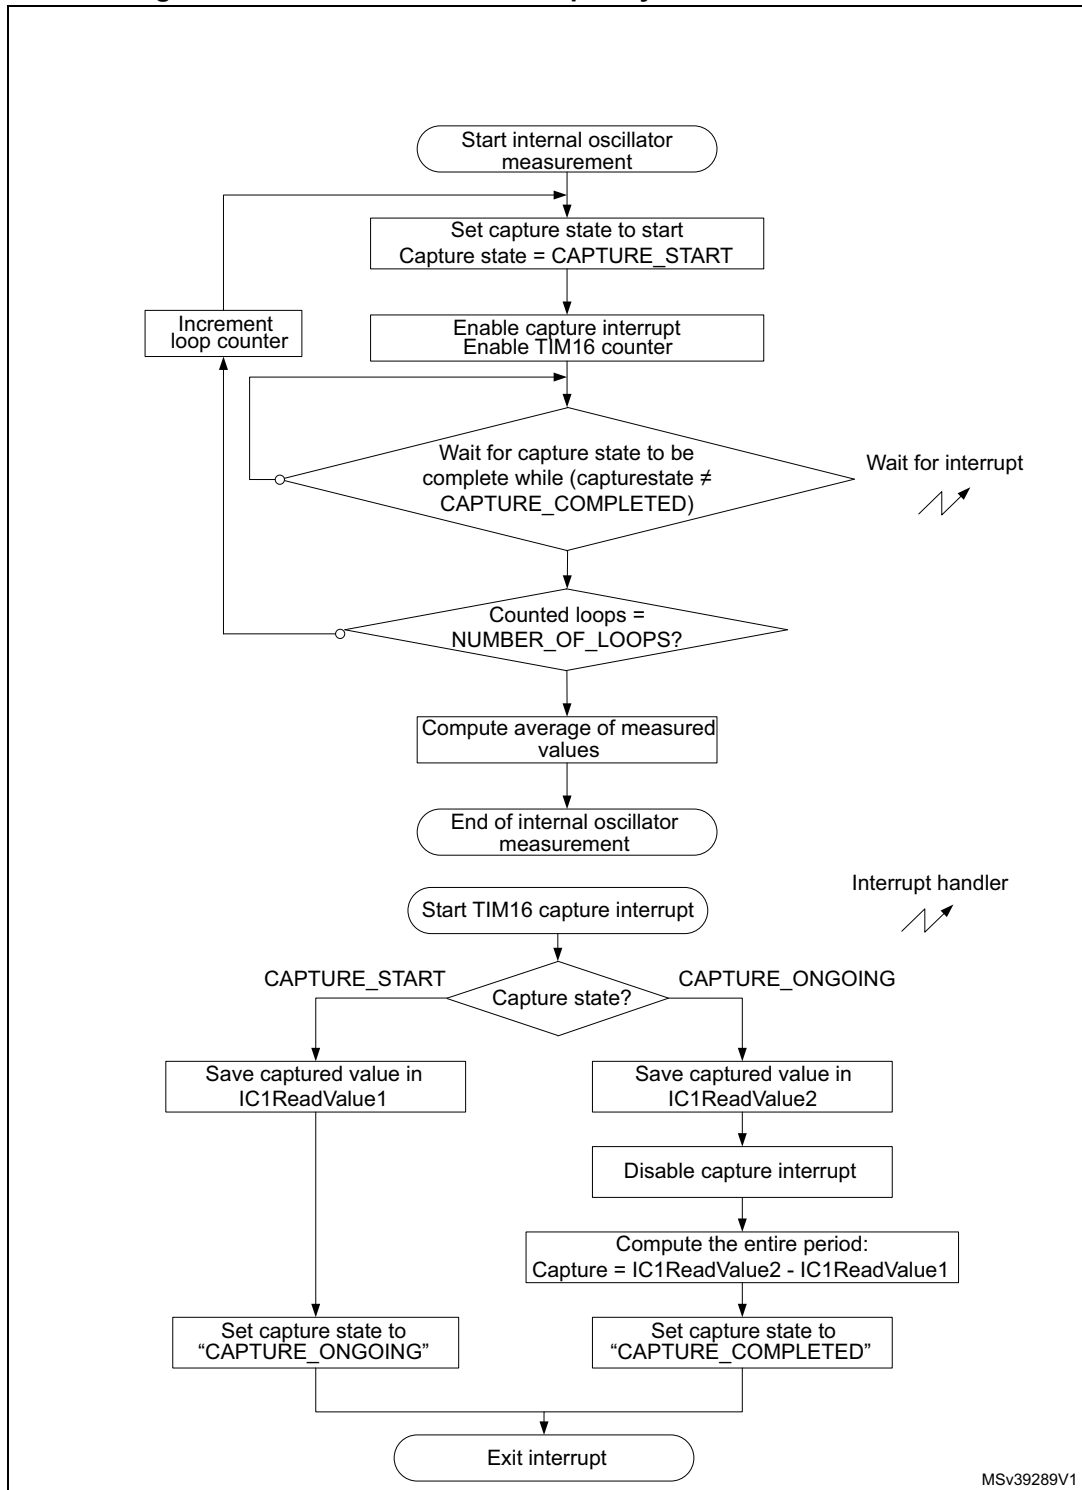 Start internal oscillator
measurement
Set capture state to start
Capture state = CAPTURE_START
Increment
loop counter
Enable capture interrupt
Enable TIM16 counter
Wait for capture state to be
complete while (capturestate ≠
CAPTURE_COMPLETED)
Wait for interrupt
Counted loops =
NUMBER_OF_LOOPS?
Compute average of measured
values
End of internal oscillator
measurement
Interrupt handler
Start TIM16 capture interrupt
CAPTURE_START
CAPTURE_ONGOING
Capture state?
Save captured value in
IC1ReadValue1
Save captured value in
IC1ReadValue2
Disable capture interrupt
Compute the entire period:
Capture = IC1ReadValue2 - IC1ReadValue1
Set capture state to
“CAPTURE_ONGOING”
Set capture state to
“CAPTURE_COMPLETED”
Exit interrupt
MSv39289V1